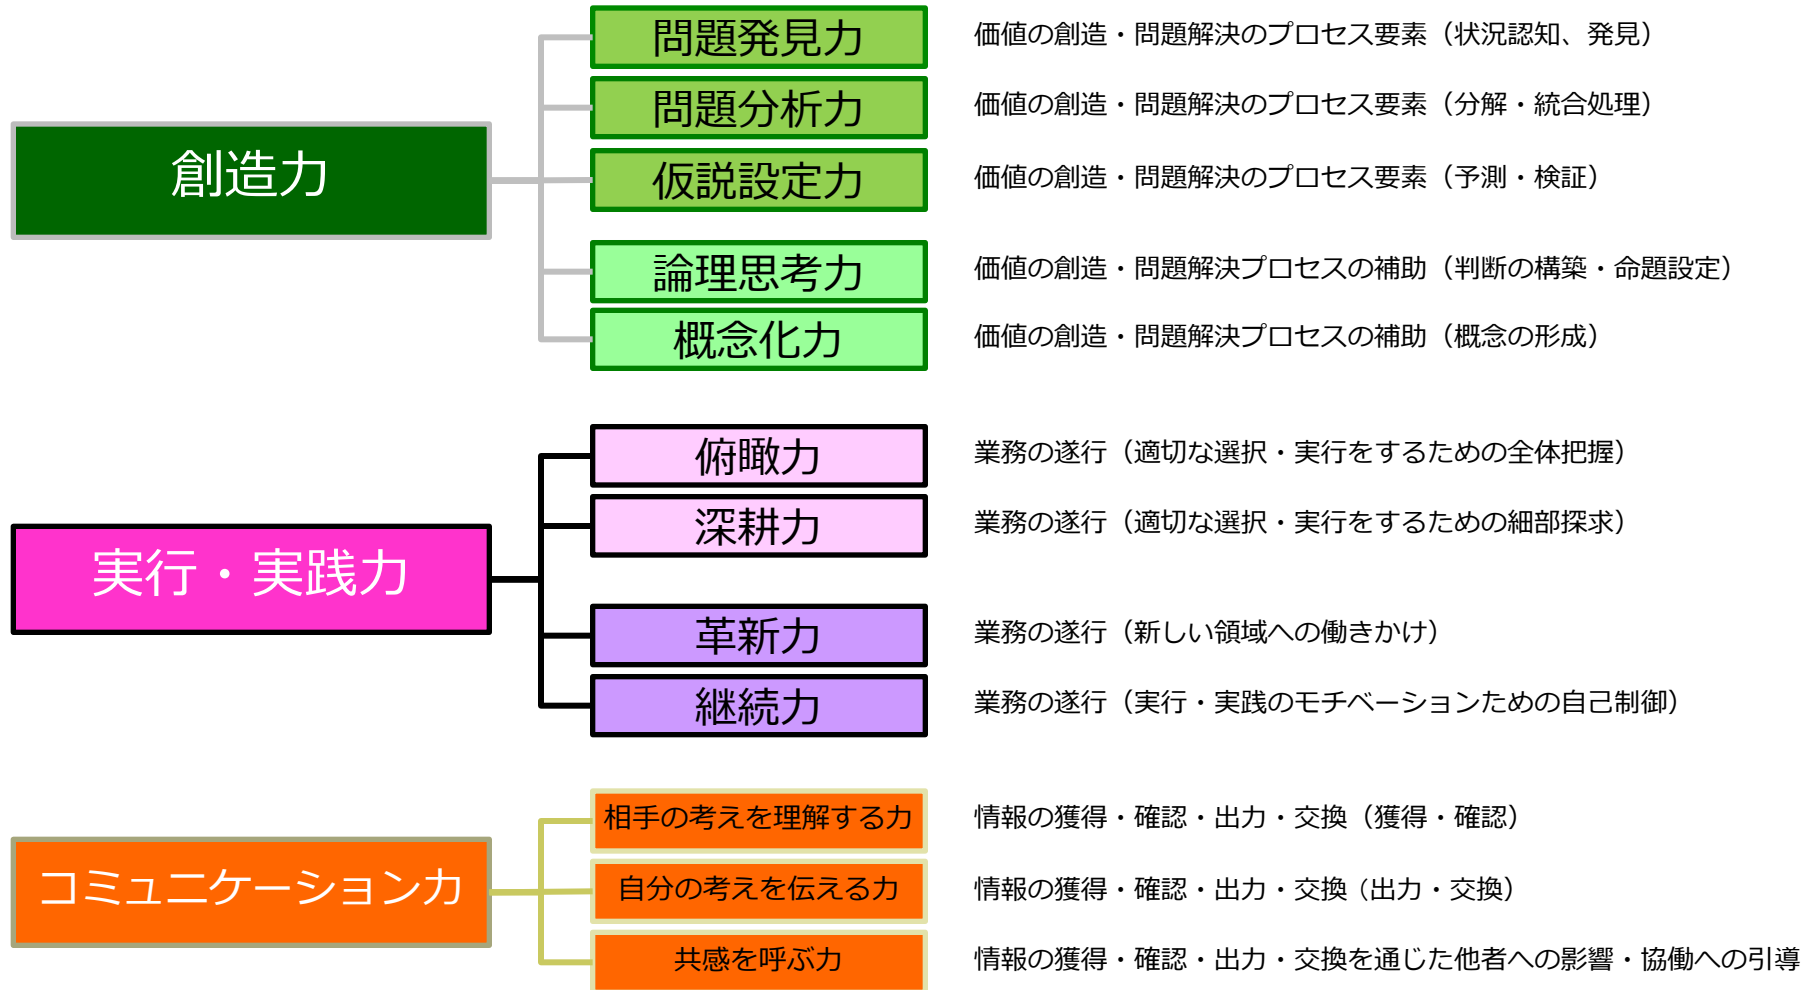 創造力
問題発見力 価値の創造・問題解決のプロセス要素（状況認知、発見）
問題分析力 価値の創造・問題解決のプロセス要素（分解・統合処理）
仮説設定力 価値の創造・問題解決のプロセス要素（予測・検証）
論理思考力 価値の創造・問題解決プロセスの補助（判断の構築・命題設定）
概念化力 価値の創造・問題解決プロセスの補助（概念の形成）
実行・実践力
俯瞰力 業務の遂行（適切な選択・実行をするための全体把握）
深耕力 業務の遂行（適切な選択・実行をするための細部探求）
革新力 業務の遂行（新しい領域への働きかけ）
継続力 業務の遂行（実行・実践のモチベーションための自己制御）
コミュニケーション力
相手の考えを理解する力 情報の獲得・確認・出力・交換（獲得・確認）
自分の考えを伝える力 情報の獲得・確認・出力・交換（出力・交換）
共感を呼ぶ力 情報の獲得・確認・出力・交換を通じた他者への影響・協働への引導